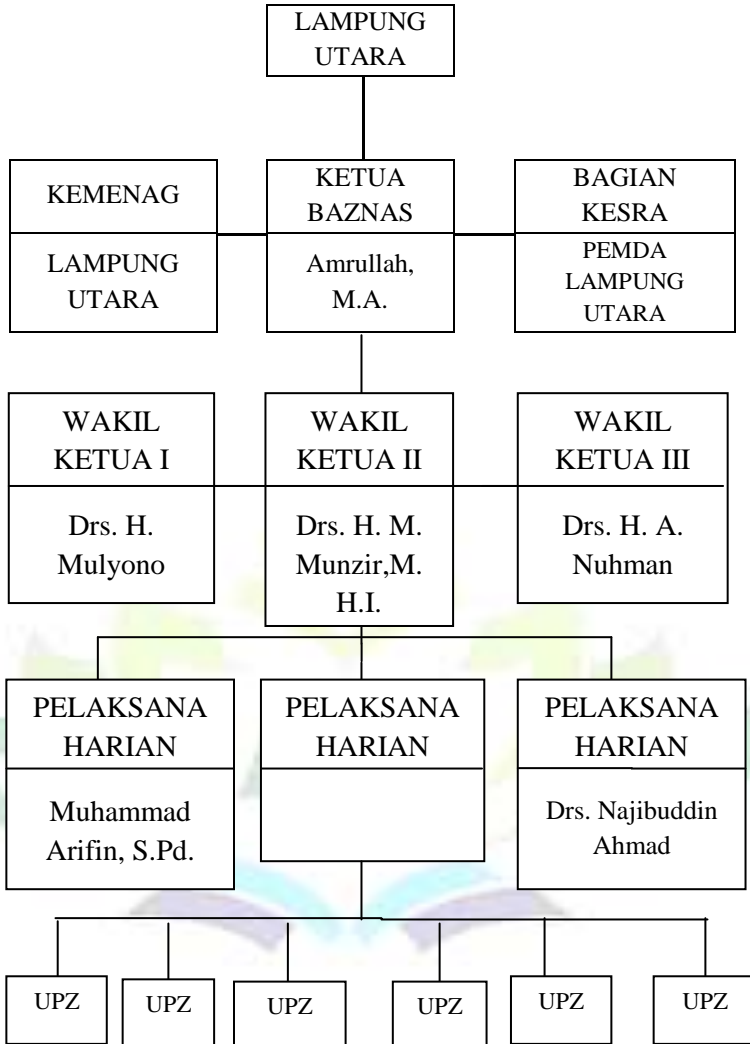 LAMPUNG
UTARA
KEMENAG
LAMPUNG
UTARA
KETUA
BAZNAS
Amrullah,
M.A.
BAGIAN
KESRA
PEMDA
LAMPUNG
UTARA
WAKIL
KETUA I
Drs. H.
Mulyono
WAKIL
KETUA II
Drs. H. M.
Munzir,M.
H.I.
WAKIL
KETUA III
Drs. H. A.
Nuhman
PELAKSANA
HARIAN
Muhammad
Arifin, S.Pd.
PELAKSANA
HARIAN
PELAKSANA
HARIAN
Drs. Najibuddin
Ahmad
UPZ
UPZ
UPZ
UPZ
UPZ
UPZ